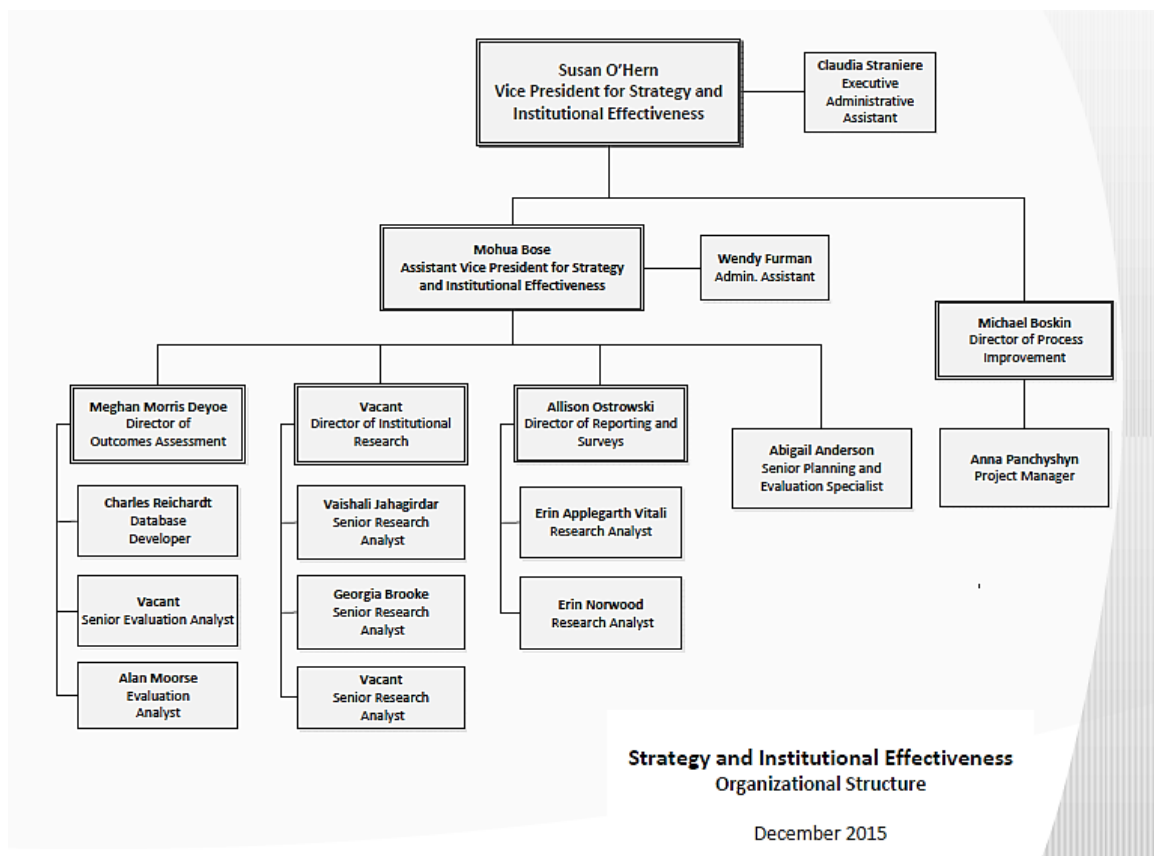 Susan O’Hern
Vice President for Strategy and
Institutional Effectiveness
Claudia Straniere
Executive
Administrative
Assistant
Mohua Bose
Assistant Vice President for Strategy
and Institutional Effectiveness
Wendy Furman
Admin. Assistant
Michael Boskin
Director of Process
Improvement
Meghan Morris Deyoe
Director of
Outcomes Assessment
Vacant
Director of Institutional
Research
Allison Ostrowski
Director of Reporting and
Surveys
Abigail Anderson
Senior Planning and
Evaluation Specialist
Anna Panchyshyn
Project Manager
Charles Reichardt
Database
Developer
Vaishali Jahagirdar
Senior Research
Analyst
Erin Applegarth Vitali
Research Analyst
Vacant
Senior Evaluation Analyst
Georgia Brooke
Senior Research
Analyst
Erin Norwood
Research Analyst
Alan Moorse
Evaluation
Analyst
Vacant
Senior Research
Analyst
Strategy and Institutional Effectiveness
Organizational Structure
December 2015